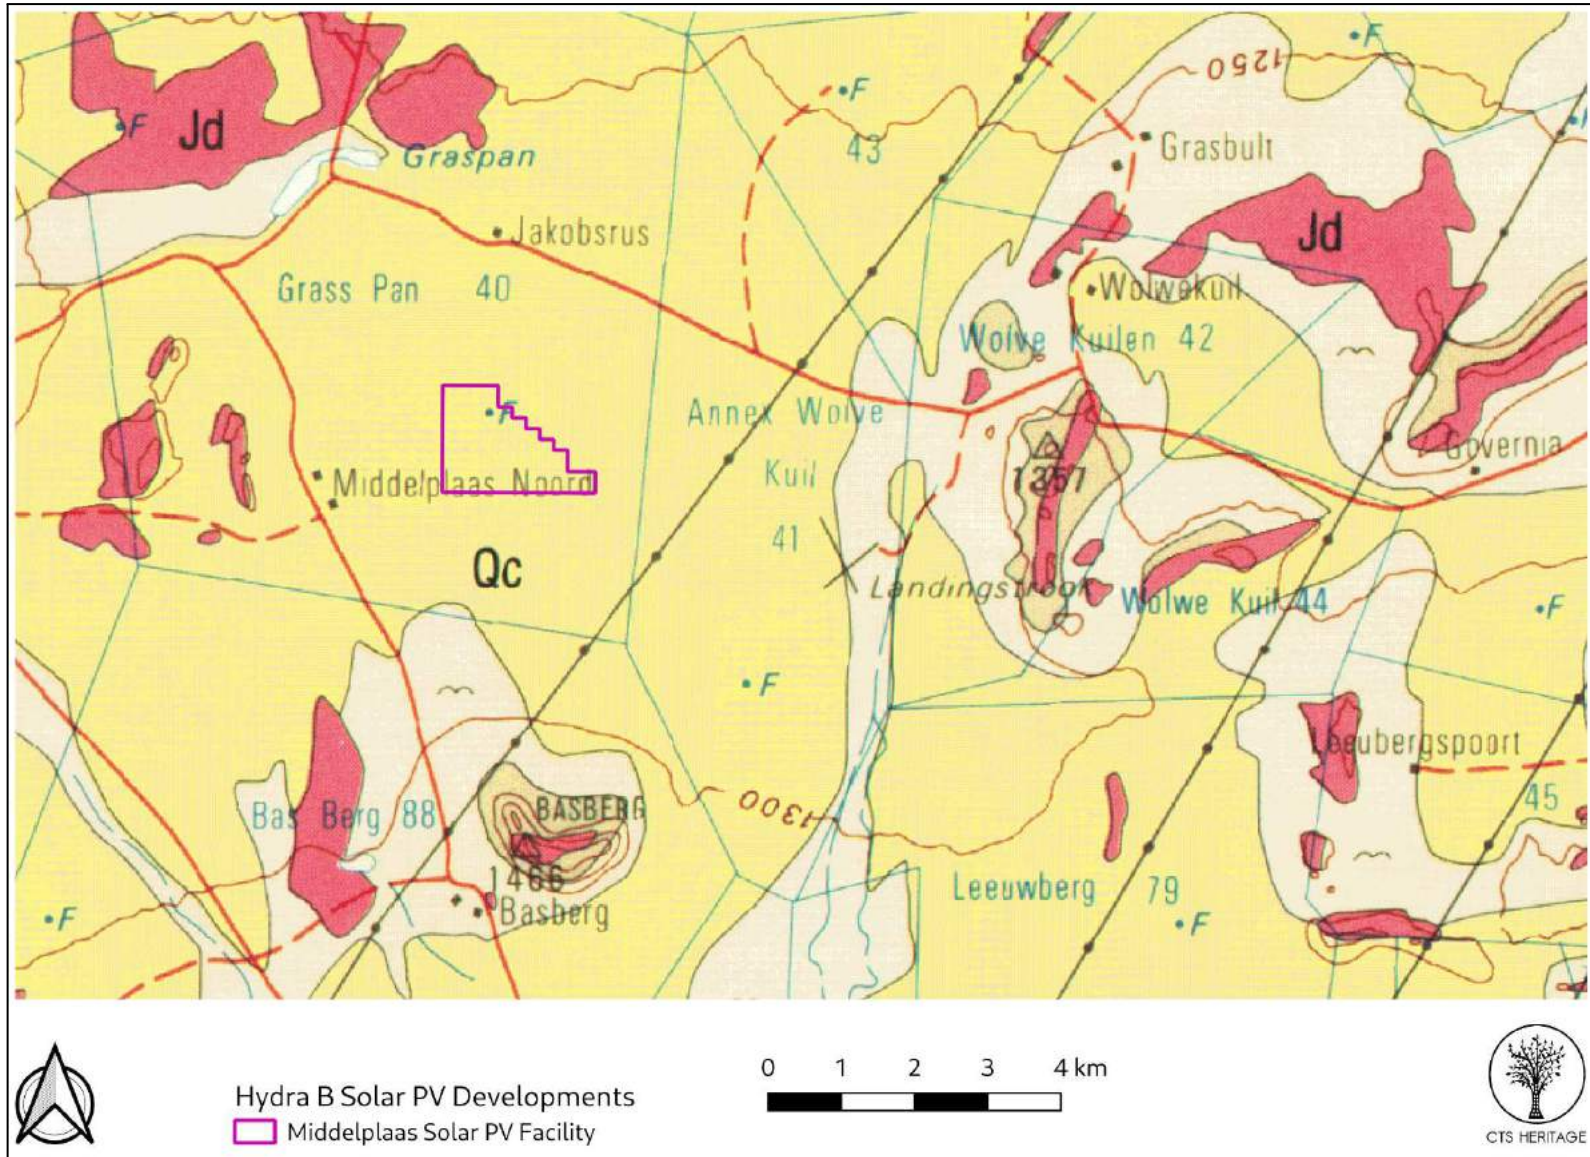 1250
F
F
F
F
Jd
Graspan
43
Grasbult
Jakobsrus
Jd
Grass Pan 40
Wolwekuil
Wolve Kuilen 42
F
Annex Wolve
Kuil
41
Governia
1357
Middelplaas Noord
Qc
Landingstrook
Wolwe Kuil 44
F
F
Leeubergspoort
45
Bas Berg 88
BASBERG
1300
1466
Basberg
Leeuwberg 79
F
F
Hydra B Solar PV Developments
Middelplaas Solar PV Facility
0 1 2 3 4 km
CTS HERITAGE